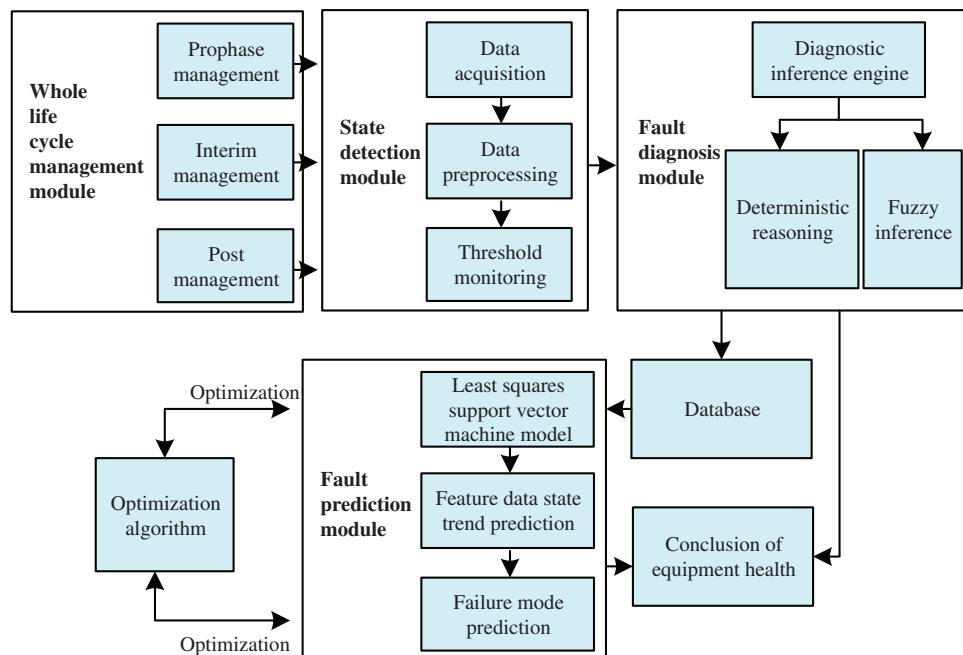 Whole
life
cycle
management
module
Prophase
management
Interim
management
Post
management
State
detection
module
Data
acquisition
Data
preprocessing
Threshold
monitoring
Fault
diagnosis
module
Diagnostic
inference engine
Deterministic
reasoning
Fuzzy
inference
Optimization
Optimization
algorithm
Optimization
Fault
prediction
module
Least squares
support vector
machine model
Feature data state
trend prediction
Failure mode
prediction
Database
Conclusion of
equipment health